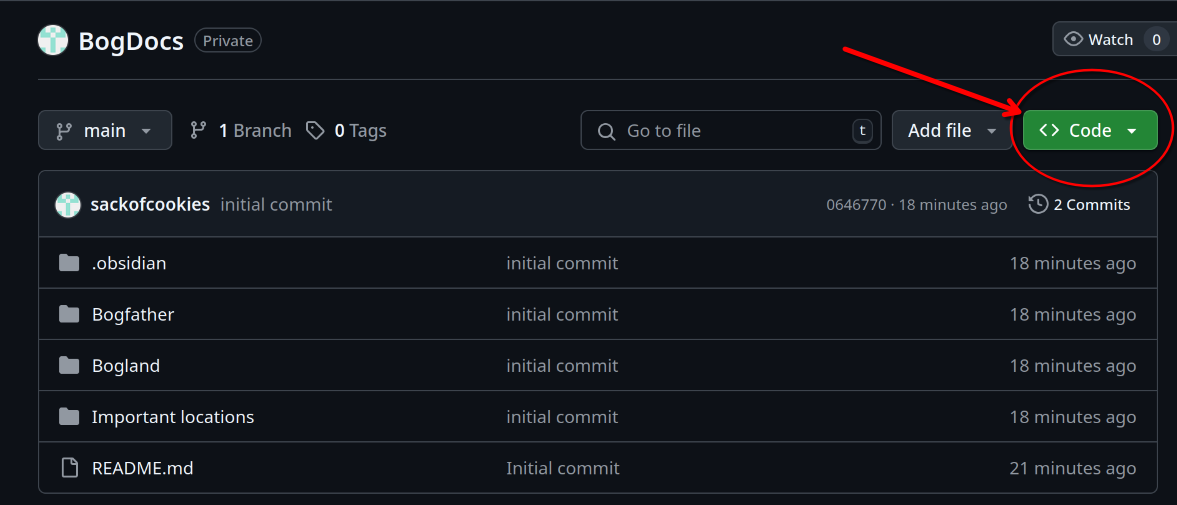 BogDocs Private Watch 0
main 1 Branch 0 Tags Go to file t Add file <> Code
sackofcookies initial commit 0646770 · 18 minutes ago 2 Commits
.obsidian initial commit 18 minutes ago
Bogfather initial commit 18 minutes ago
Bogland initial commit 18 minutes ago
Important locations initial commit 18 minutes ago
README.md Initial commit 21 minutes ago